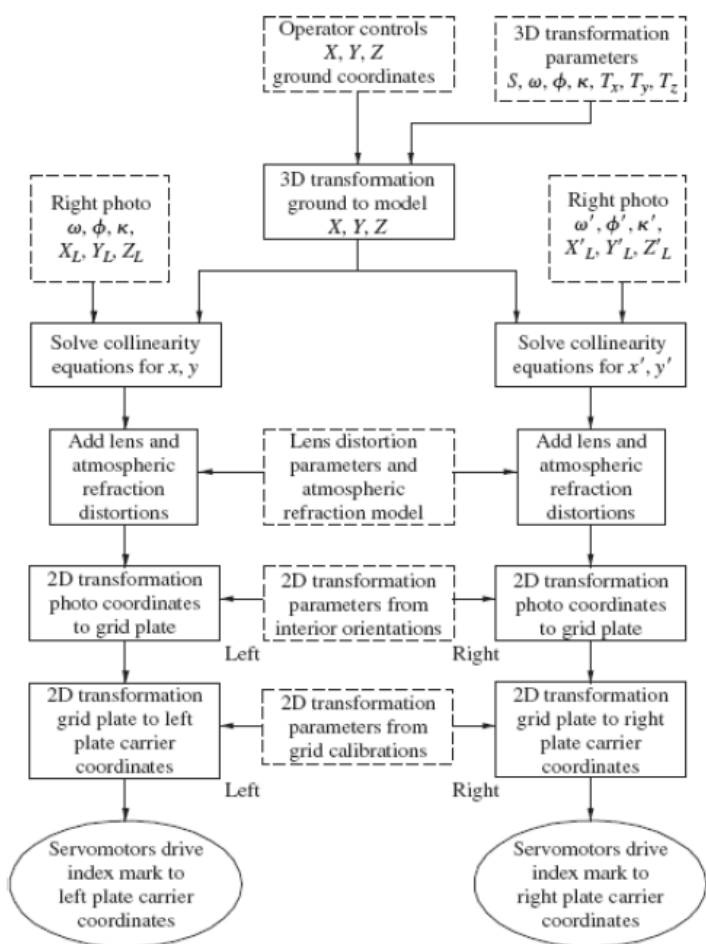 Operator controls
X, Y, Z
ground coordinates
3D transformation
parameters
S, ω, ϕ, κ, Tx, Ty, Tz
3D transformation
ground to model
X, Y, Z
Right photo
ω, ϕ, κ,
XL, YL, ZL
Right photo
ω′, ϕ′, κ′,
X′L, Y′L, Z′L
Solve collinearity
equations for x, y
Solve collinearity
equations for x′, y′
Add lens and
atmospheric
refraction
distortions
Lens distortion
parameters and
atmospheric
refraction model
Add lens and
atmospheric
refraction
distortions
2D transformation
photo coordinates
to grid plate
2D transformation
parameters from
interior orientations
2D transformation
photo coordinates
to grid plate
Left
Right
2D transformation
grid plate to left
plate carrier
coordinates
2D transformation
parameters from
grid calibrations
2D transformation
grid plate to right
plate carrier
coordinates
Left
Right
Servomotors drive
index mark to
left plate carrier
coordinates
Servomotors drive
index mark to
right plate carrier
coordinates